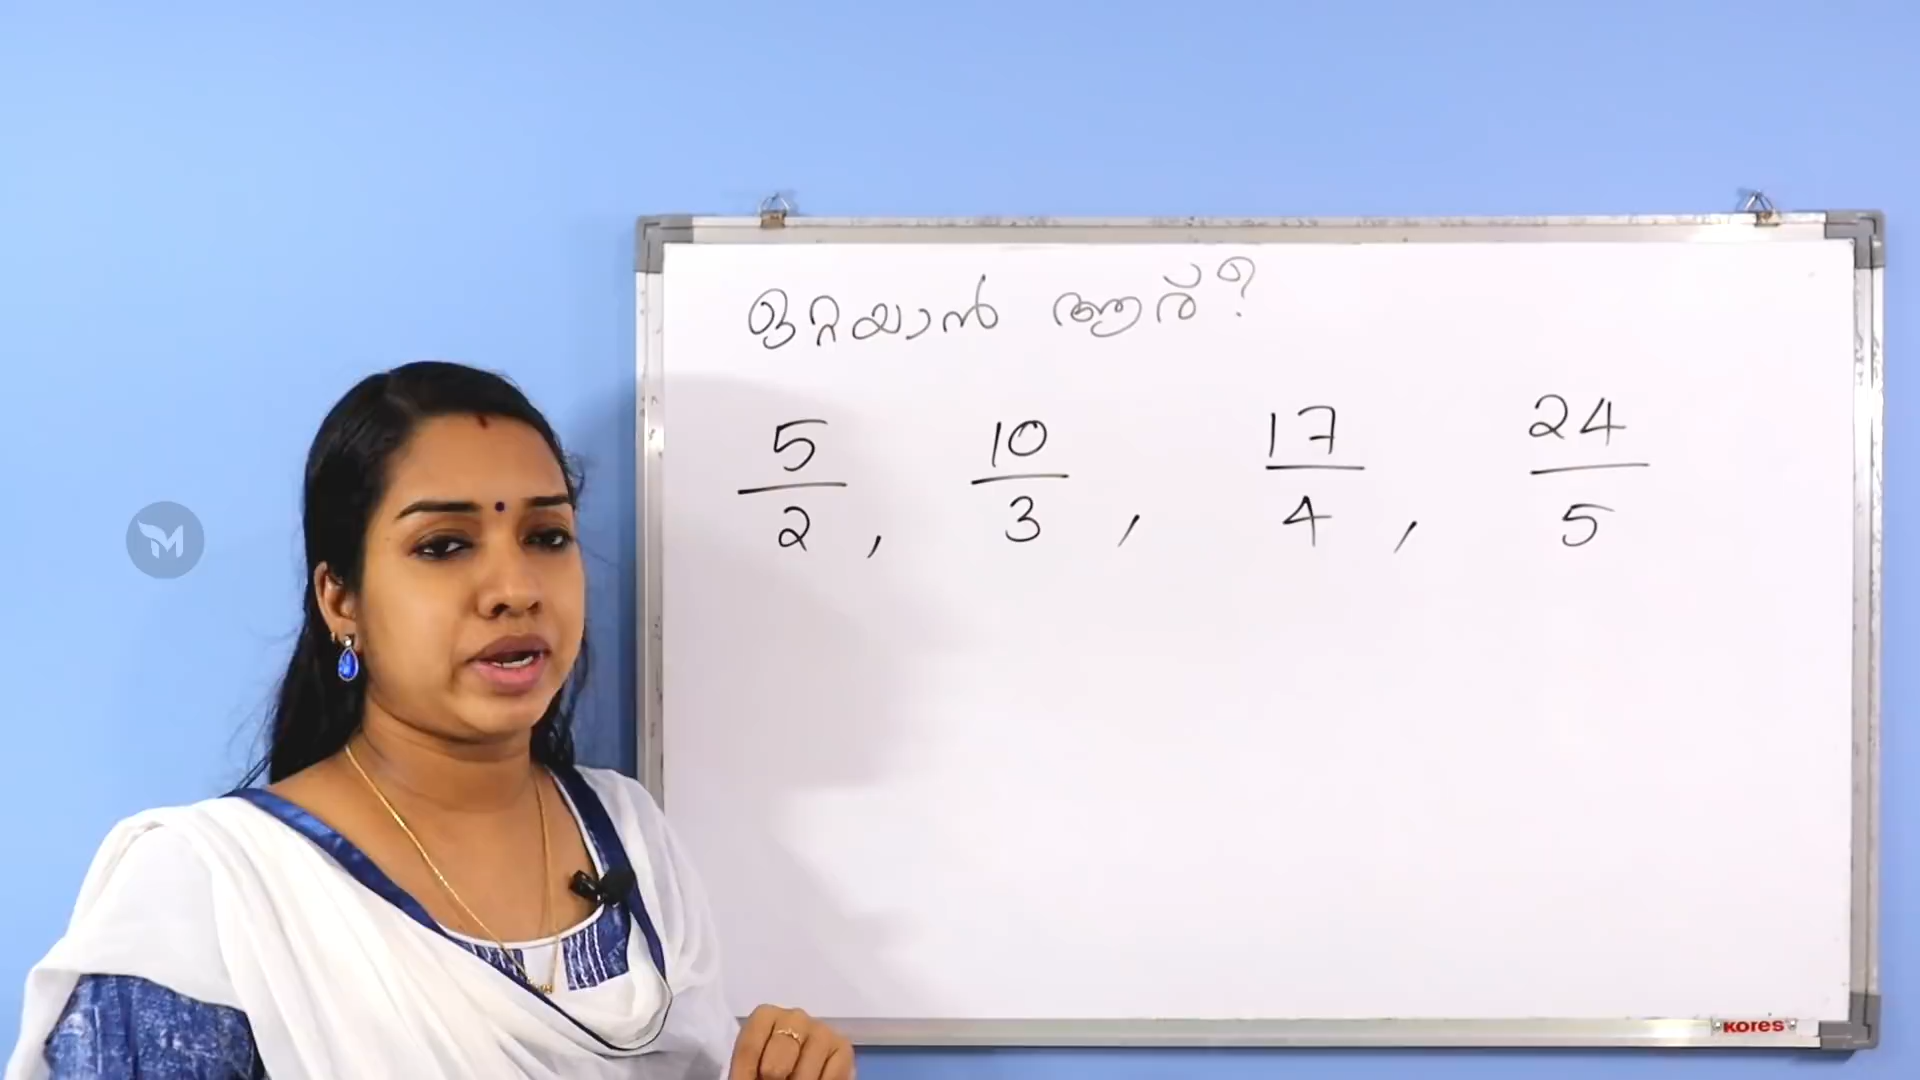 ഒറ്റയാൻ ആര്?
5/2 , 10/3 , 17/4 , 24/5
KORES
M